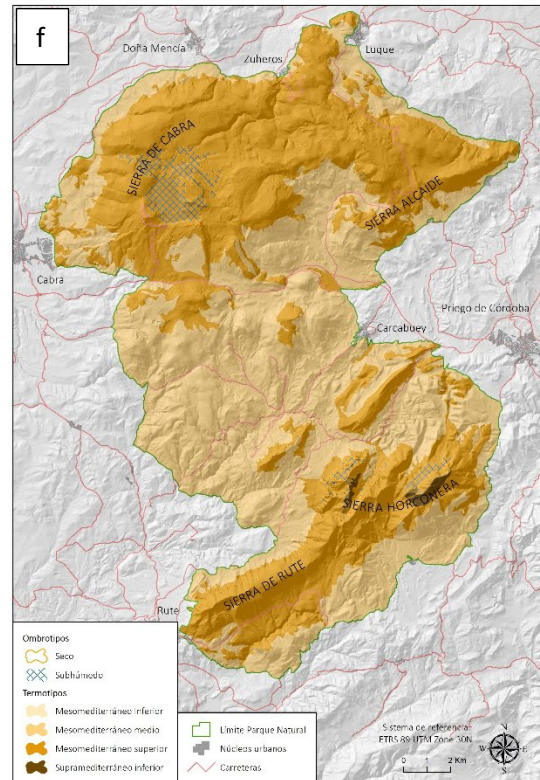 f
Doña Mencía
Zuheros
Luque
SIERRA DE CABRA
SIERRA ALCAIDE
Cabra
Priego de Córdoba
Carcabuey
SIERRA HORCONERA
SIERRA DE RUTE
Rute
Ombrotipos
Seco
Subhúmedo
Termotipos
Mesomediterráneo inferior
Mesomediterráneo medio
Mesomediterráneo superior
Supramediterráneo inferior
Límite Parque Natural
Núcleos urbanos
Carreteras
Sistema de referencia:
ETRS 89 UTM Zone 30N
0 1 2 Km
N
W E
S